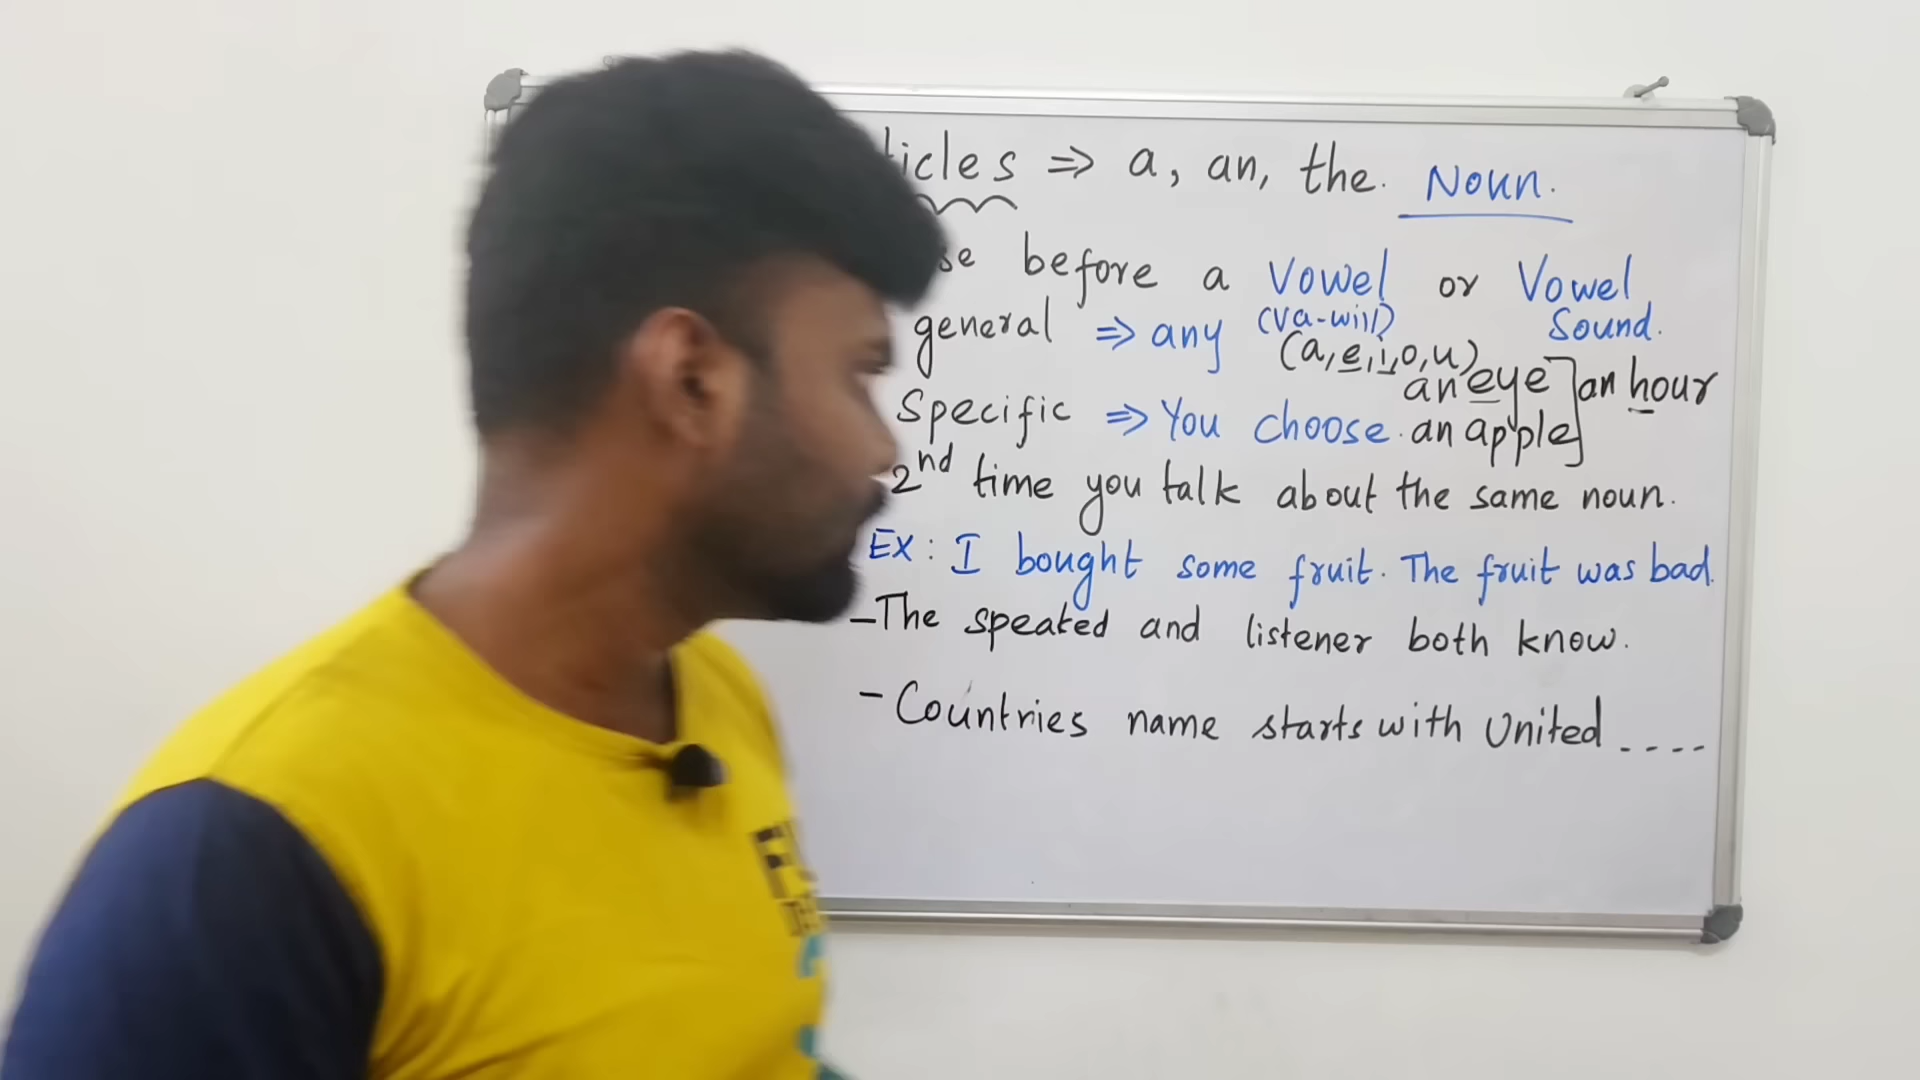 ticles ⇒ a, an, the. Noun.
se before a Vowel or Vowel
(va-wil) Sound.
general ⇒ any
(a, e, i, o, u)
an eye
an apple
an hour
Specific ⇒ You choose.
2nd time you talk about the same noun.
Ex: I bought some fruit. The fruit was bad.
-The speated and listener both know.
- Countries name starts with United ....